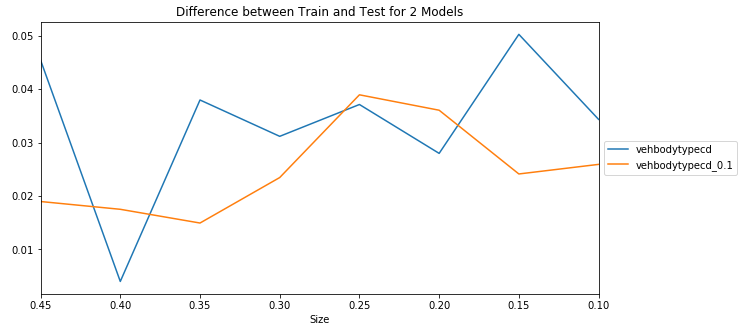 Difference between Train and Test for 2 Models
0.05
0.04
0.03
0.02
0.01
0.45 0.40 0.35 0.30 0.25 0.20 0.15 0.10
Size
vehbodytypecd
vehbodytypecd_0.1